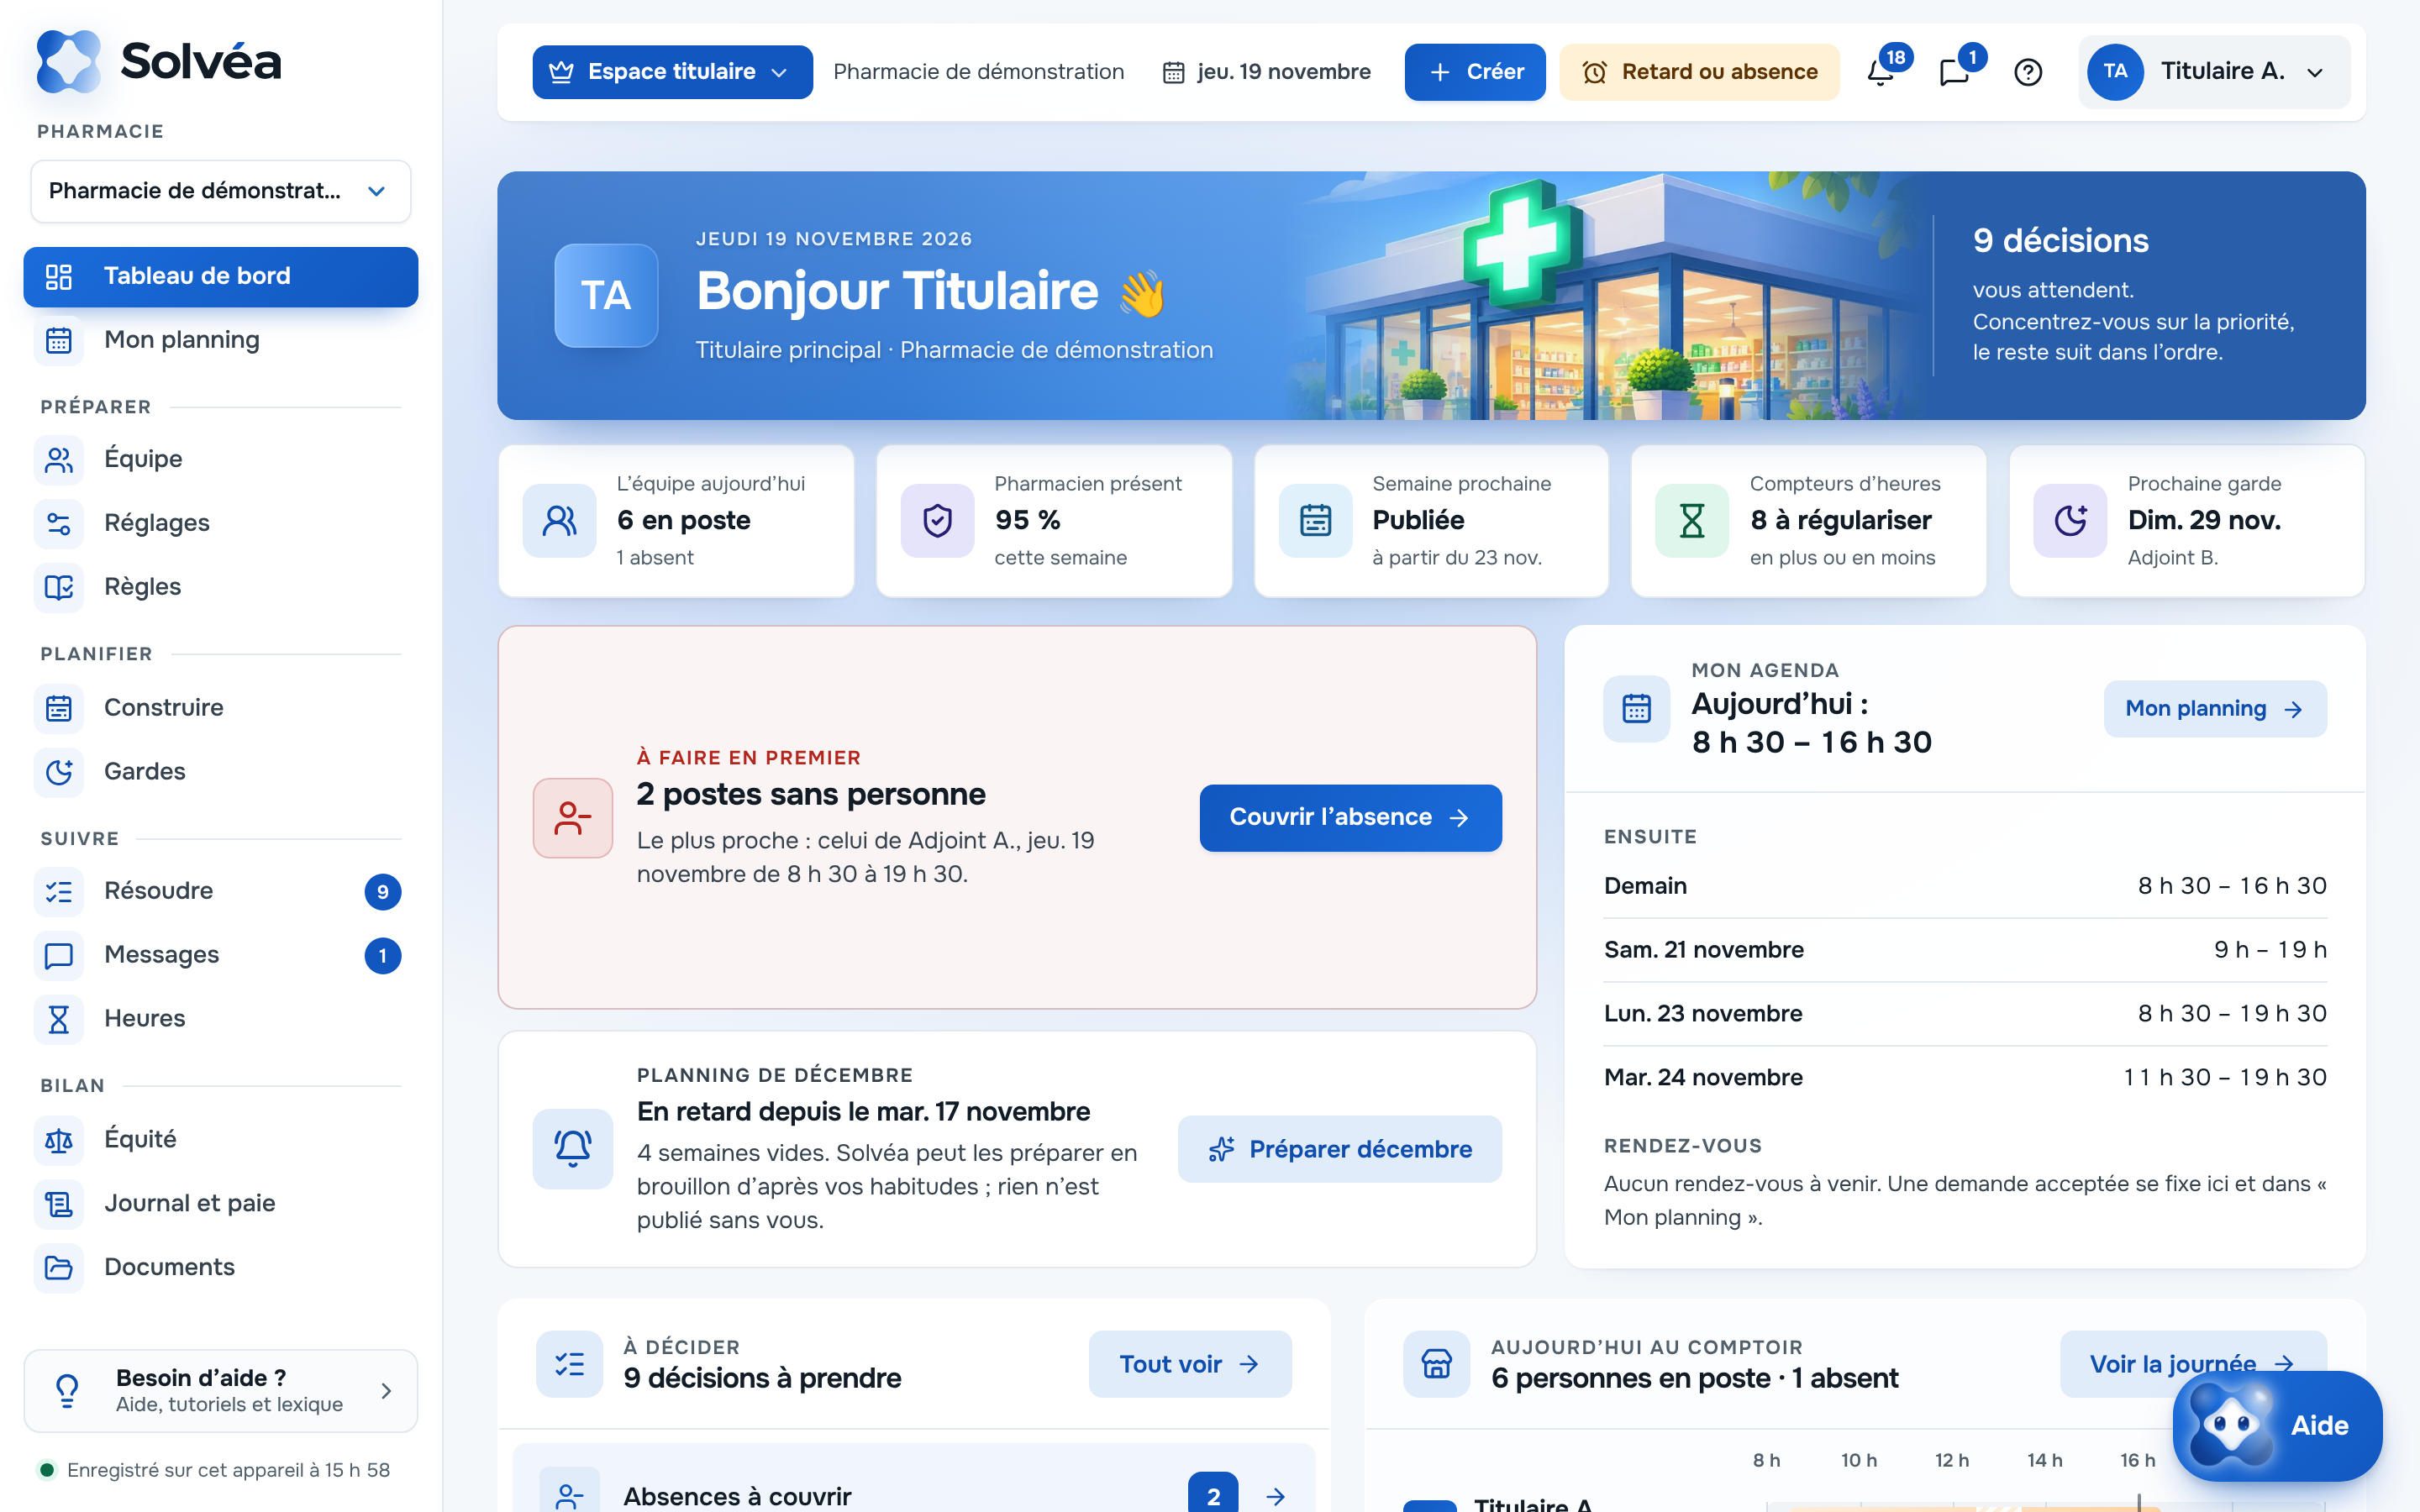 Solvéa
PHARMACIE
Pharmacie de démonstrat...
Tableau de bord
Mon planning
PRÉPARER
Équipe
Réglages
Règles
PLANIFIER
Construire
Gardes
SUIVRE
Résoudre
9
Messages
1
Heures
BILAN
Équité
Journal et paie
Documents
Besoin d’aide ?
Aide, tutoriels et lexique
Enregistré sur cet appareil à 15 h 58
Espace titulaire
Pharmacie de démonstration
jeu. 19 novembre
Créer
Retard ou absence
18
1
TA
Titulaire A.
TA
JEUDI 19 NOVEMBRE 2026
Bonjour Titulaire 👋
Titulaire principal · Pharmacie de démonstration
9 décisions
vous attendent.
Concentrez-vous sur la priorité,
le reste suit dans l’ordre.
L’équipe aujourd’hui
6 en poste
1 absent
Pharmacien présent
95 %
cette semaine
Semaine prochaine
Publiée
à partir du 23 nov.
Compteurs d’heures
8 à régulariser
en plus ou en moins
Prochaine garde
Dim. 29 nov.
Adjoint B.
À FAIRE EN PREMIER
2 postes sans personne
Le plus proche : celui de Adjoint A., jeu. 19
novembre de 8 h 30 à 19 h 30.
Couvrir l’absence
PLANNING DE DÉCEMBRE
En retard depuis le mar. 17 novembre
4 semaines vides. Solvéa peut les préparer en
brouillon d’après vos habitudes ; rien n’est
publié sans vous.
Préparer décembre
MON AGENDA
Aujourd’hui :
8 h 30 – 16 h 30
Mon planning
ENSUITE
Demain
8 h 30 – 16 h 30
Sam. 21 novembre
9 h – 19 h
Lun. 23 novembre
8 h 30 – 19 h 30
Mar. 24 novembre
11 h 30 – 19 h 30
RENDEZ-VOUS
Aucun rendez-vous à venir. Une demande acceptée se fixe ici et dans «
Mon planning ».
À DÉCIDER
9 décisions à prendre
Tout voir
Absences à couvrir
2
AUJOURD’HUI AU COMPTOIR
6 personnes en poste · 1 absent
Voir la journée
8 h
10 h
12 h
14 h
16 h
Titulaire A.
Aide